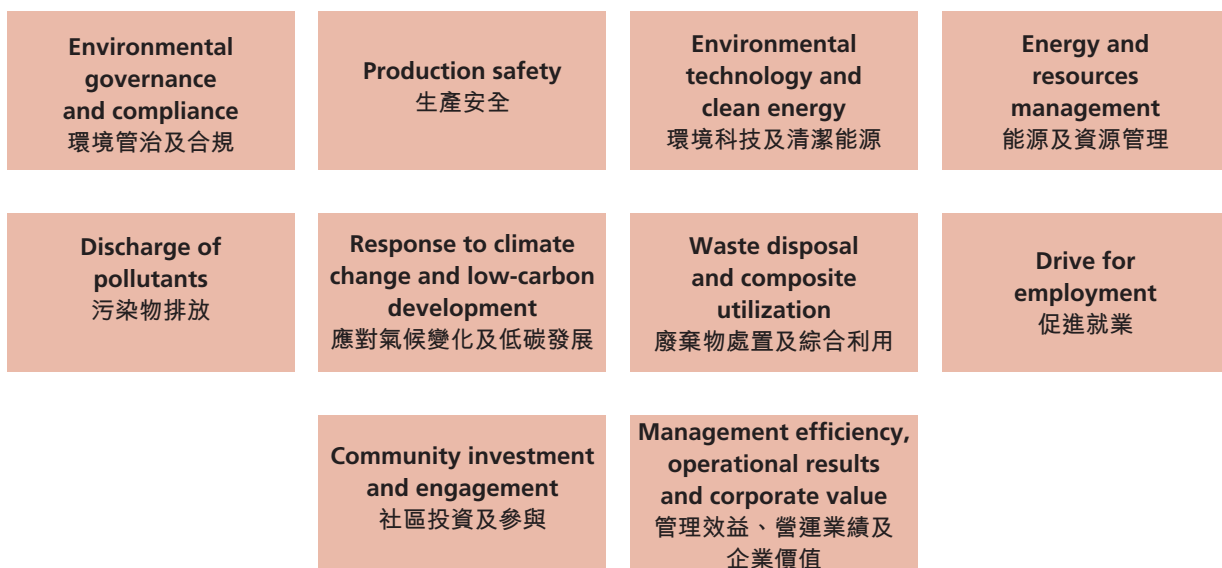 Environmental
governance
and compliance
環境管治及合規
Production safety
生產安全
Environmental
technology and
clean energy
環境科技及清潔能源
Energy and
resources
management
能源及資源管理
Discharge of
pollutants
污染物排放
Response to climate
change and low-carbon
development
應對氣候變化及低碳發展
Waste disposal
and composite
utilization
廢棄物處置及綜合利用
Drive for
employment
促進就業
Community investment
and engagement
社區投資及參與
Management efficiency,
operational results
and corporate value
管理效益、營運業績及
企業價值